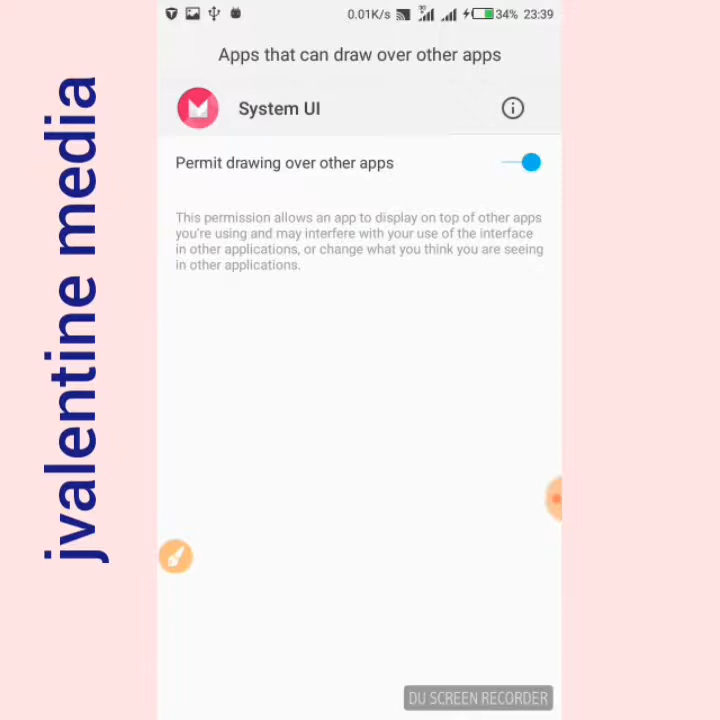 jvalentine media
0.01K/s 3G 34% 23:39
Apps that can draw over other apps
System UI
Permit drawing over other apps
This permission allows an app to display on top of other apps
you're using and may interfere with your use of the interface
in other applications, or change what you think you are seeing
in other applications.
DU SCREEN RECORDER